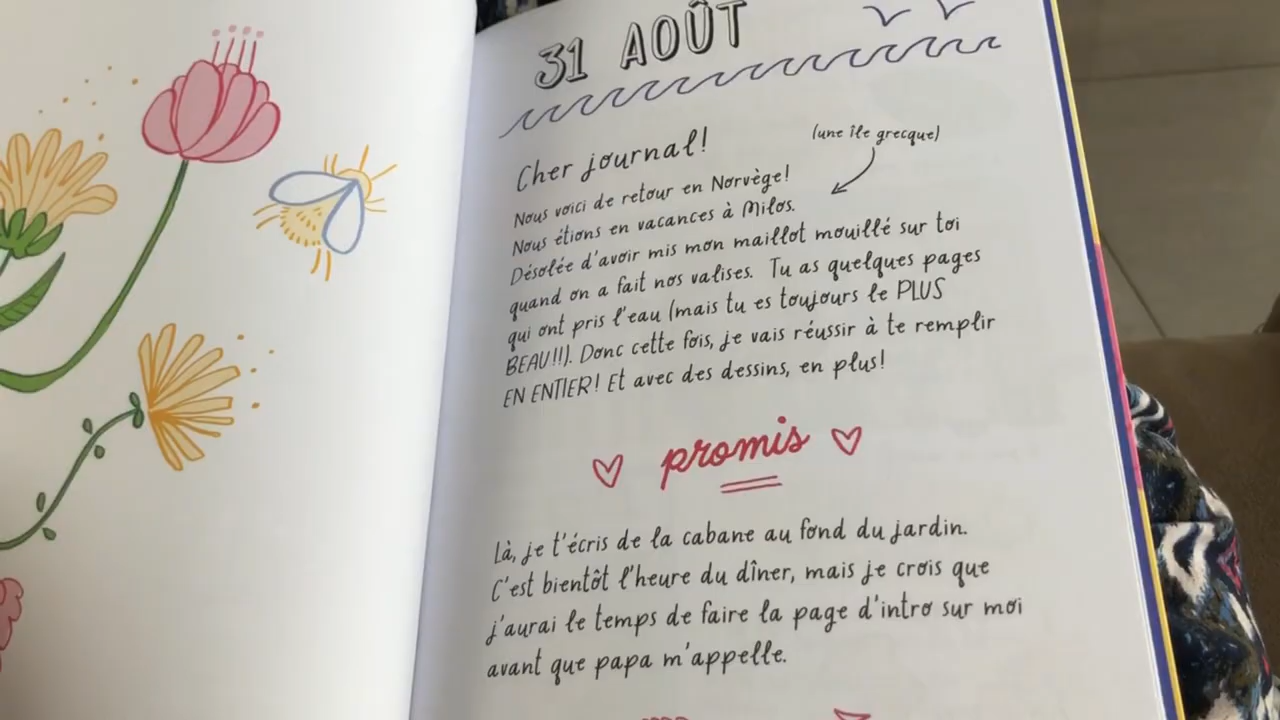 31 AOÛT
Cher journal!
(une île grecque)
Nous voici de retour en Norvège!
Nous étions en vacances à Milos.
Désolée d'avoir mis mon maillot mouillé sur toi
quand on a fait nos valises. Tu as quelques pages
qui ont pris l'eau (mais tu es toujours le PLUS
BEAU!!). Donc cette fois, je vais réussir à te remplir
EN ENTIER! Et avec des dessins, en plus!
promis
Là, je t'écris de la cabane au fond du jardin.
C'est bientôt l'heure du dîner, mais je crois que
j'aurai le temps de faire la page d'intro sur moi
avant que papa m'appelle.